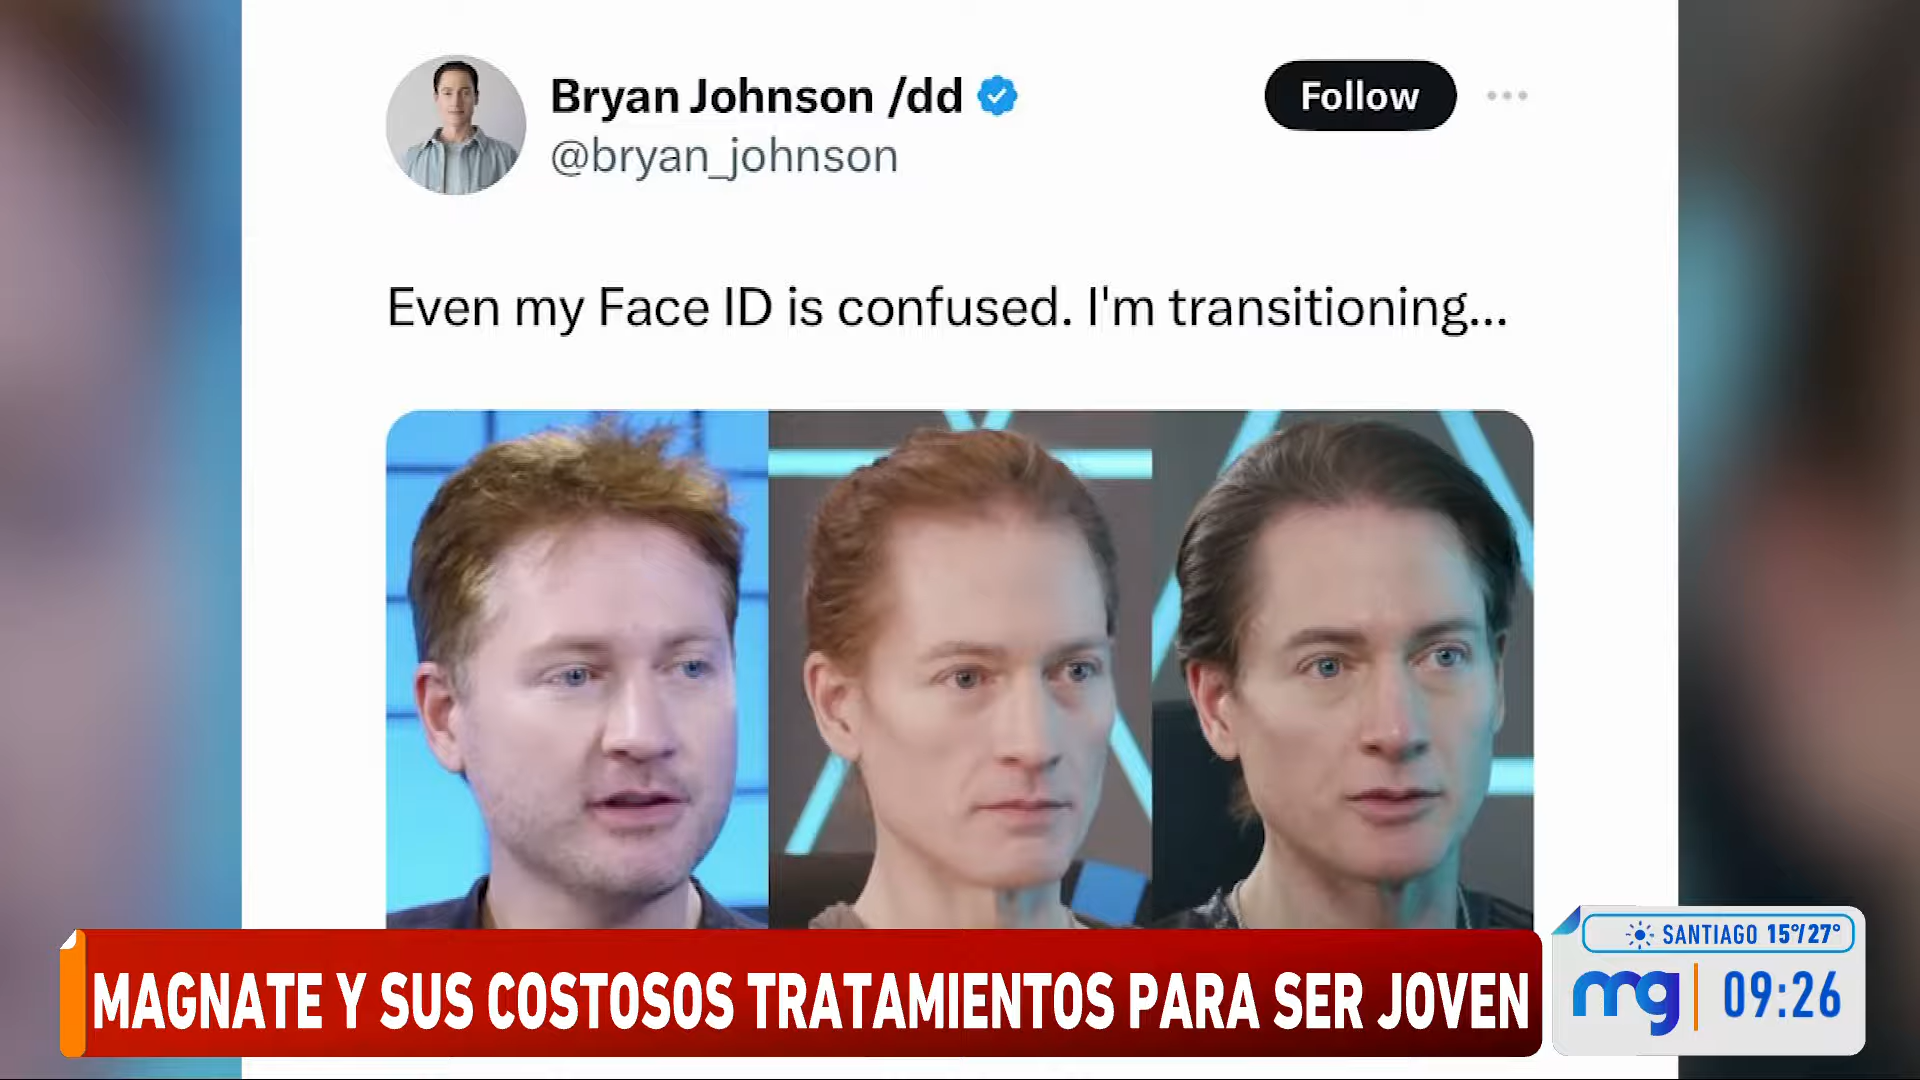 Bryan Johnson /dd
@bryan_johnson
Follow
Even my Face ID is confused. I'm transitioning...
MAGNATE Y SUS COSTOSOS TRATAMIENTOS PARA SER JOVEN
SANTIAGO 15°/27°
mg
09:26